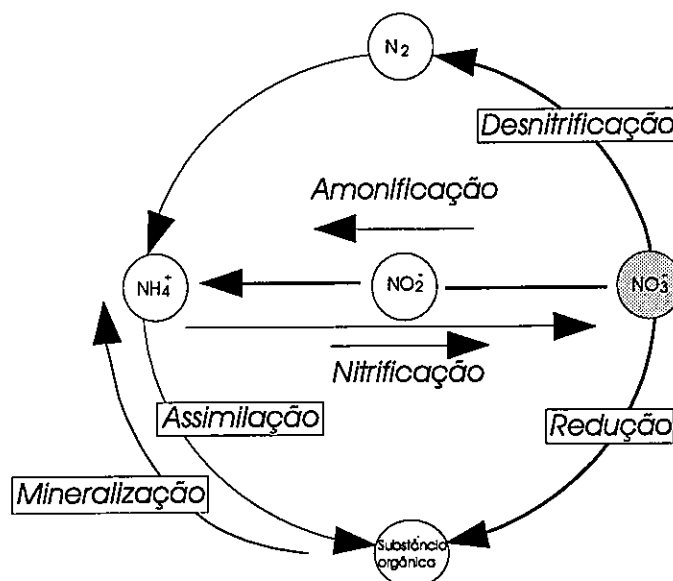 N2
Desnitrificação
Amonificação
NH4+
NO2-
NO3-
Nitrificação
Assimilação
Redução
Mineralização
Substância
orgânica